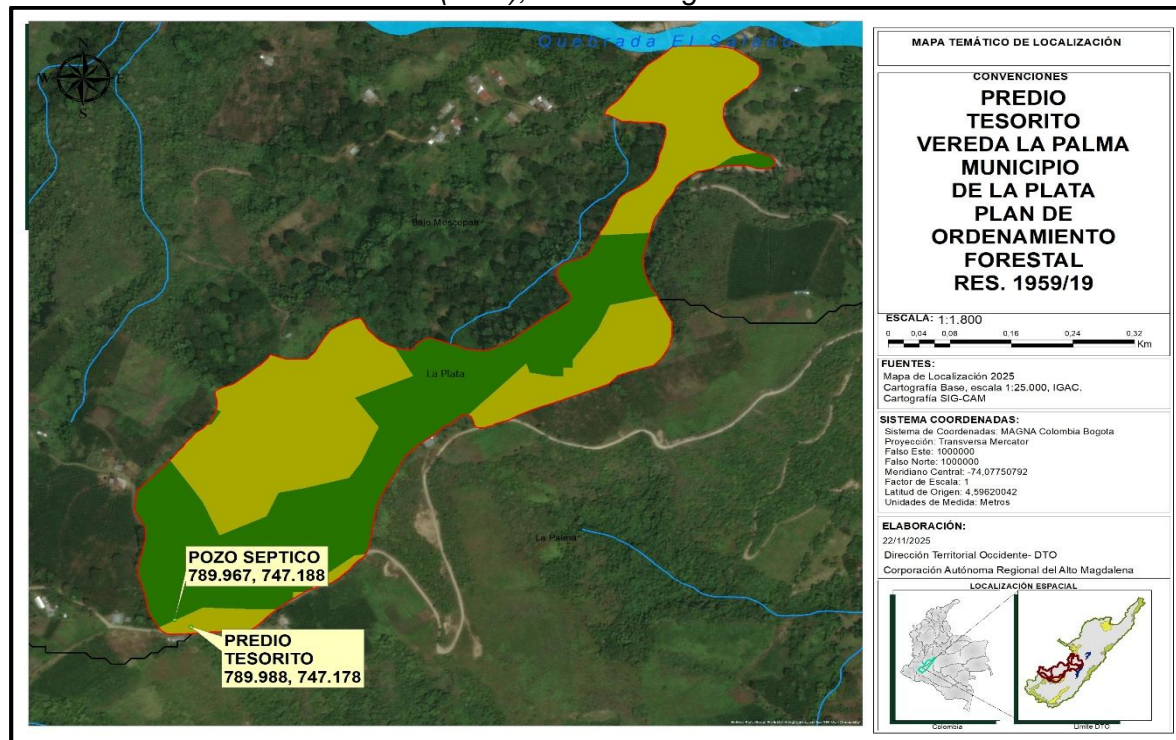 Quebrada El Salado
N
W
E
S
Bajo Moscopan
La Plata
La Palma
POZO SEPTICO
789.967, 747.188
PREDIO
TESORITO
789.988, 747.178
MAPA TEMÁTICO DE LOCALIZACIÓN
CONVENCIONES
PREDIO
TESORITO
VEREDA LA PALMA
MUNICIPIO
DE LA PLATA
PLAN DE
ORDENAMIENTO
FORESTAL
RES. 1959/19
ESCALA: 1:1.800
0 0,04 0,08 0,16 0,24 0,32
Km
FUENTES:
Mapa de Localización 2025
Cartografía Base, escala 1:25.000, IGAC.
Cartografía SIG-CAM
SISTEMA COORDENADAS:
Sistema de Coordenadas: MAGNA Colombia Bogota
Proyección: Transversa Mercator
Falso Este: 1000000
Falso Norte: 1000000
Meridiano Central: -74,07750792
Factor de Escala: 1
Latitud de Origen: 4,59620042
Unidades de Medida: Metros
ELABORACIÓN:
22/11/2025
Dirección Territorial Occidente- DTO
Corporación Autónoma Regional del Alto Magdalena
LOCALIZACIÓN ESPACIAL
Colombia
Limite DTO